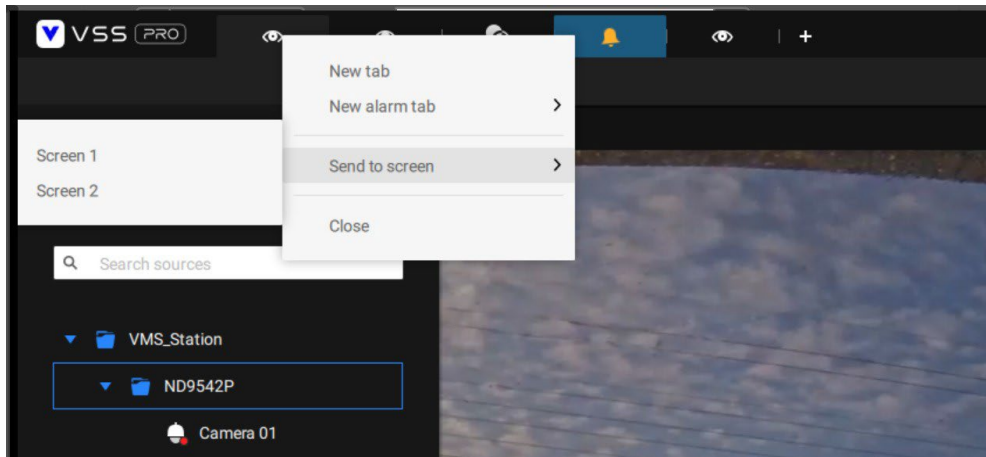 VSS PRO
+
New tab
New alarm tab
Send to screen
Close
Screen 1
Screen 2
Search sources
VMS_Station
ND9542P
Camera 01